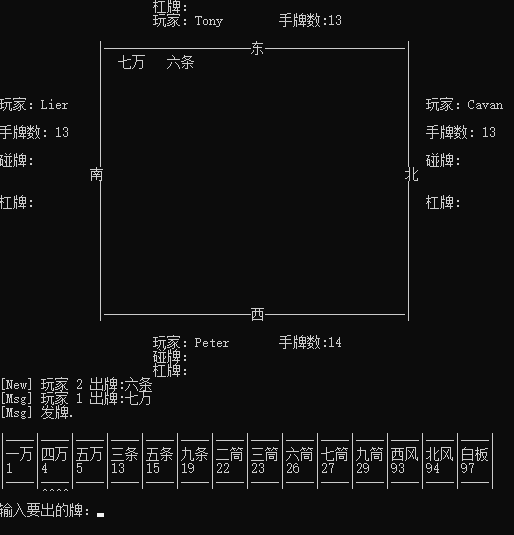 杠牌:
玩家: Tony 手牌数:13
东
七万 六条
玩家: Lier 玩家: Cavan
手牌数: 13 手牌数: 13
碰牌: 碰牌:
南 北
杠牌: 杠牌:
西
玩家: Peter 手牌数:14
碰牌:
杠牌:
[New] 玩家 2 出牌:六条
[Msg] 玩家 1 出牌:七万
[Msg] 发牌.
|一万|四万|五万|三条|五条|九条|二筒|三筒|六筒|七筒|九筒|西风|北风|白板|
|1 |4 |5 |13 |15 |19 |22 |23 |26 |27 |29 |93 |94 |97 |
^^^^
输入要出的牌: